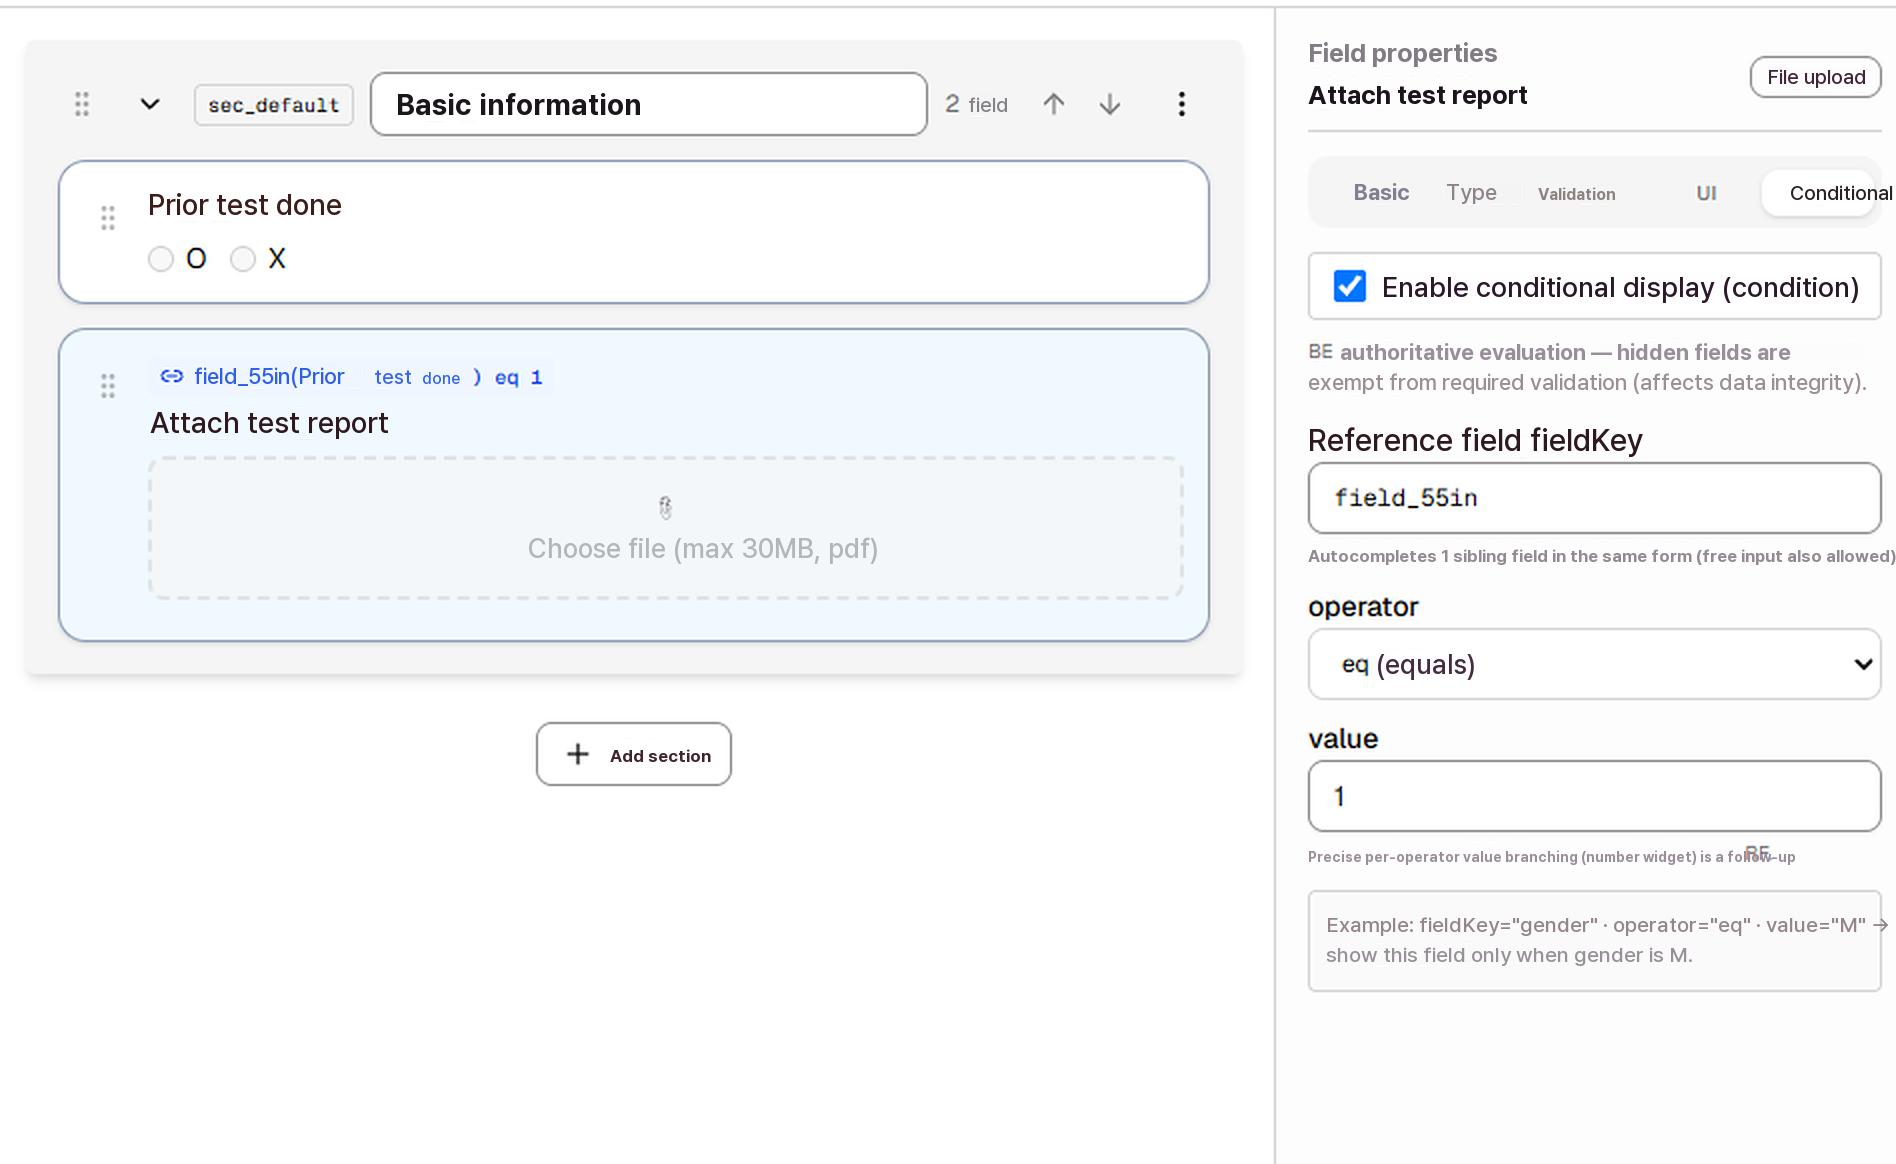 sec_default
Basic information
2 field
Prior test done
O X
field_55in(Prior test done ) eq 1
Attach test report
Choose file (max 30MB, pdf)
Add section
Field properties
Attach test report
File upload
Basic Type Validation UI Conditional
Enable conditional display (condition)
BE authoritative evaluation — hidden fields are
exempt from required validation (affects data integrity).
Reference field fieldKey
field_55in
Autocompletes 1 sibling field in the same form (free input also allowed)
operator
eq (equals)
value
1
Precise per-operator value branching (number widget) is a follow-up
BE
Example: fieldKey="gender" · operator="eq" · value="M" →
show this field only when gender is M.